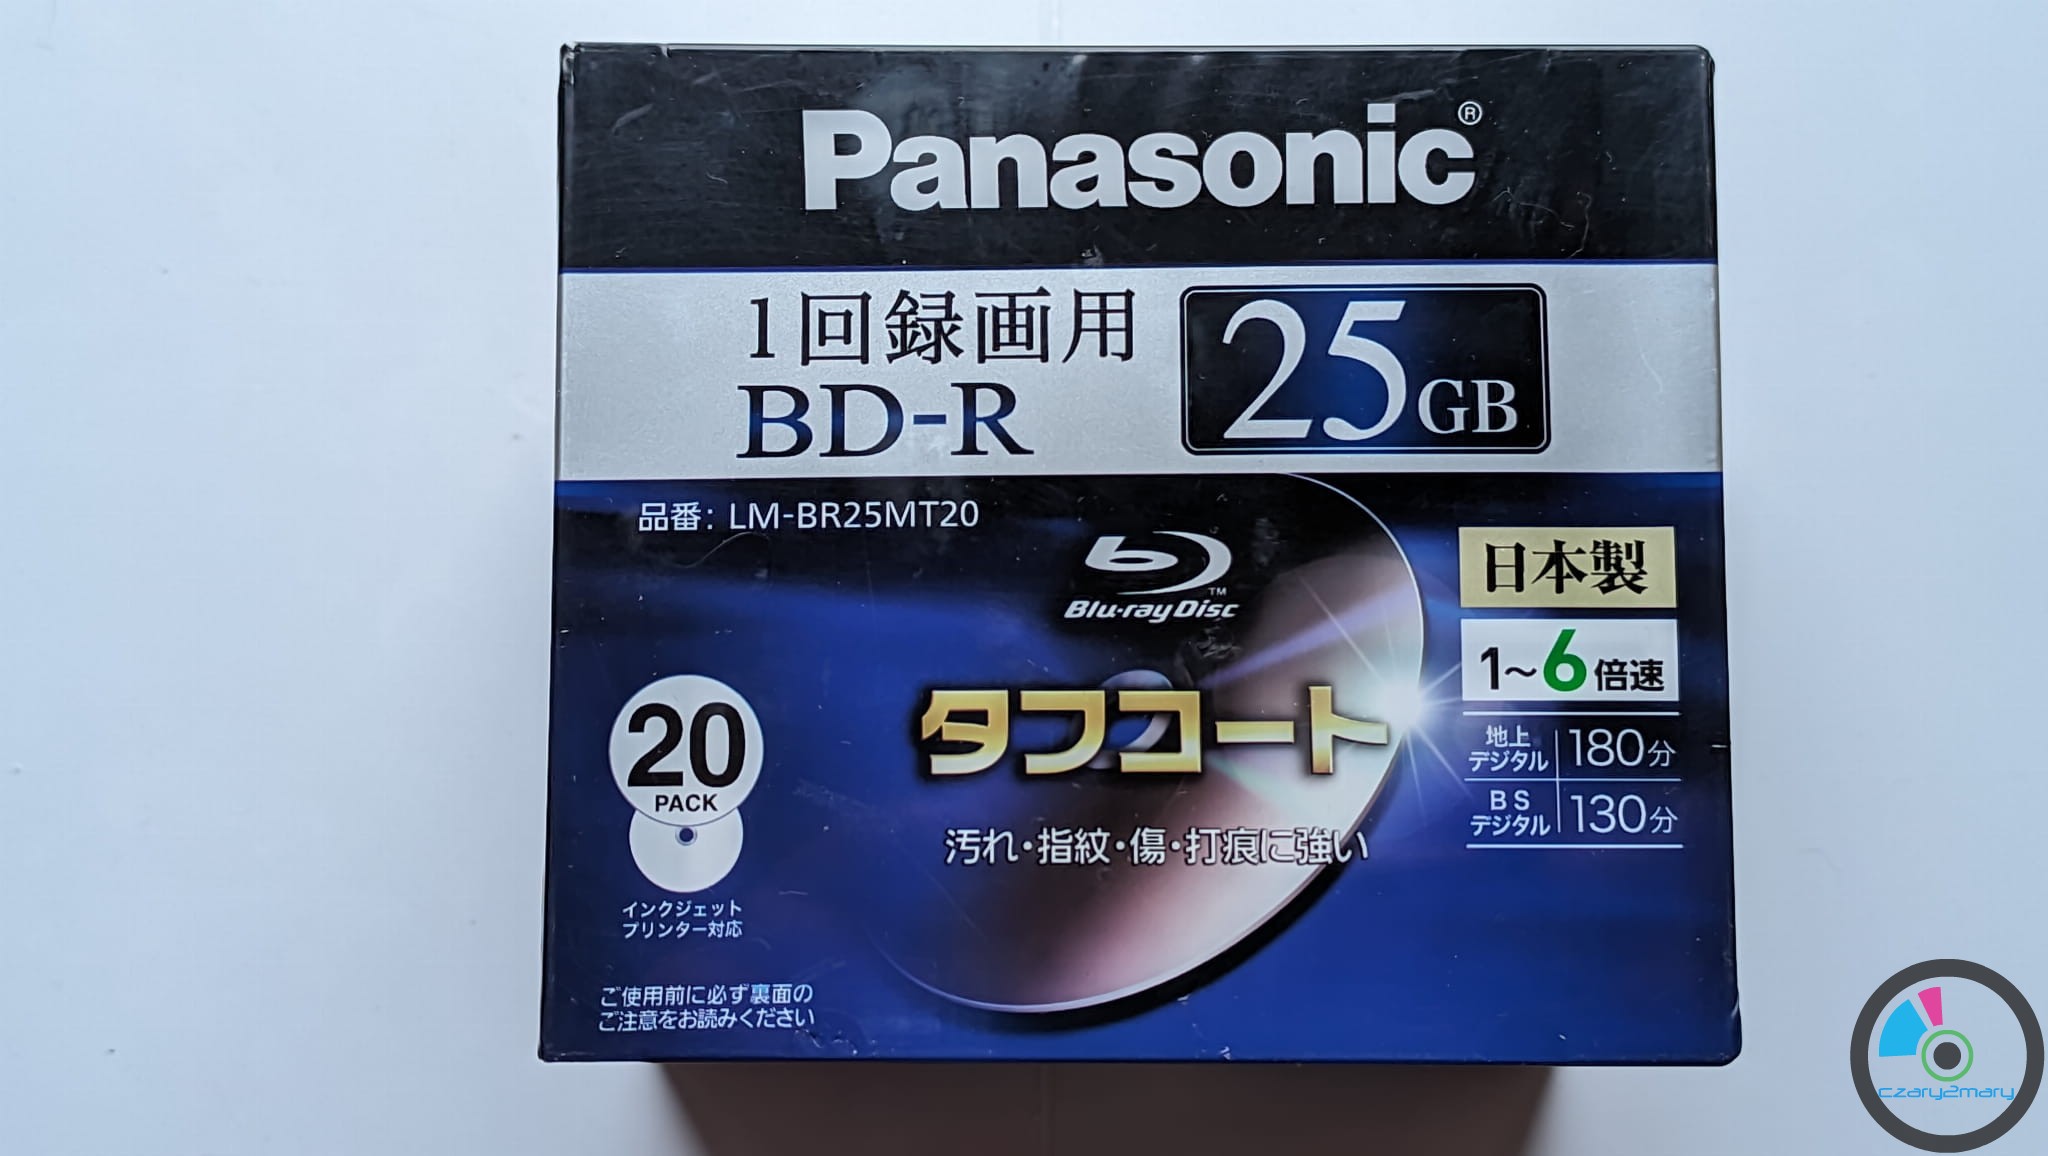 Panasonic®
1回録画用
BD-R
25GB
品番: LM-BR25MT20
Blu-ray Disc™
日本製
1～6倍速
地上デジタル 180分
BSデジタル 130分
タフコート
汚れ・指紋・傷・打痕に強い
20
PACK
インクジェット
プリンター対応
ご使用前に必ず裏面の
ご注意をお読みください
czary2mary